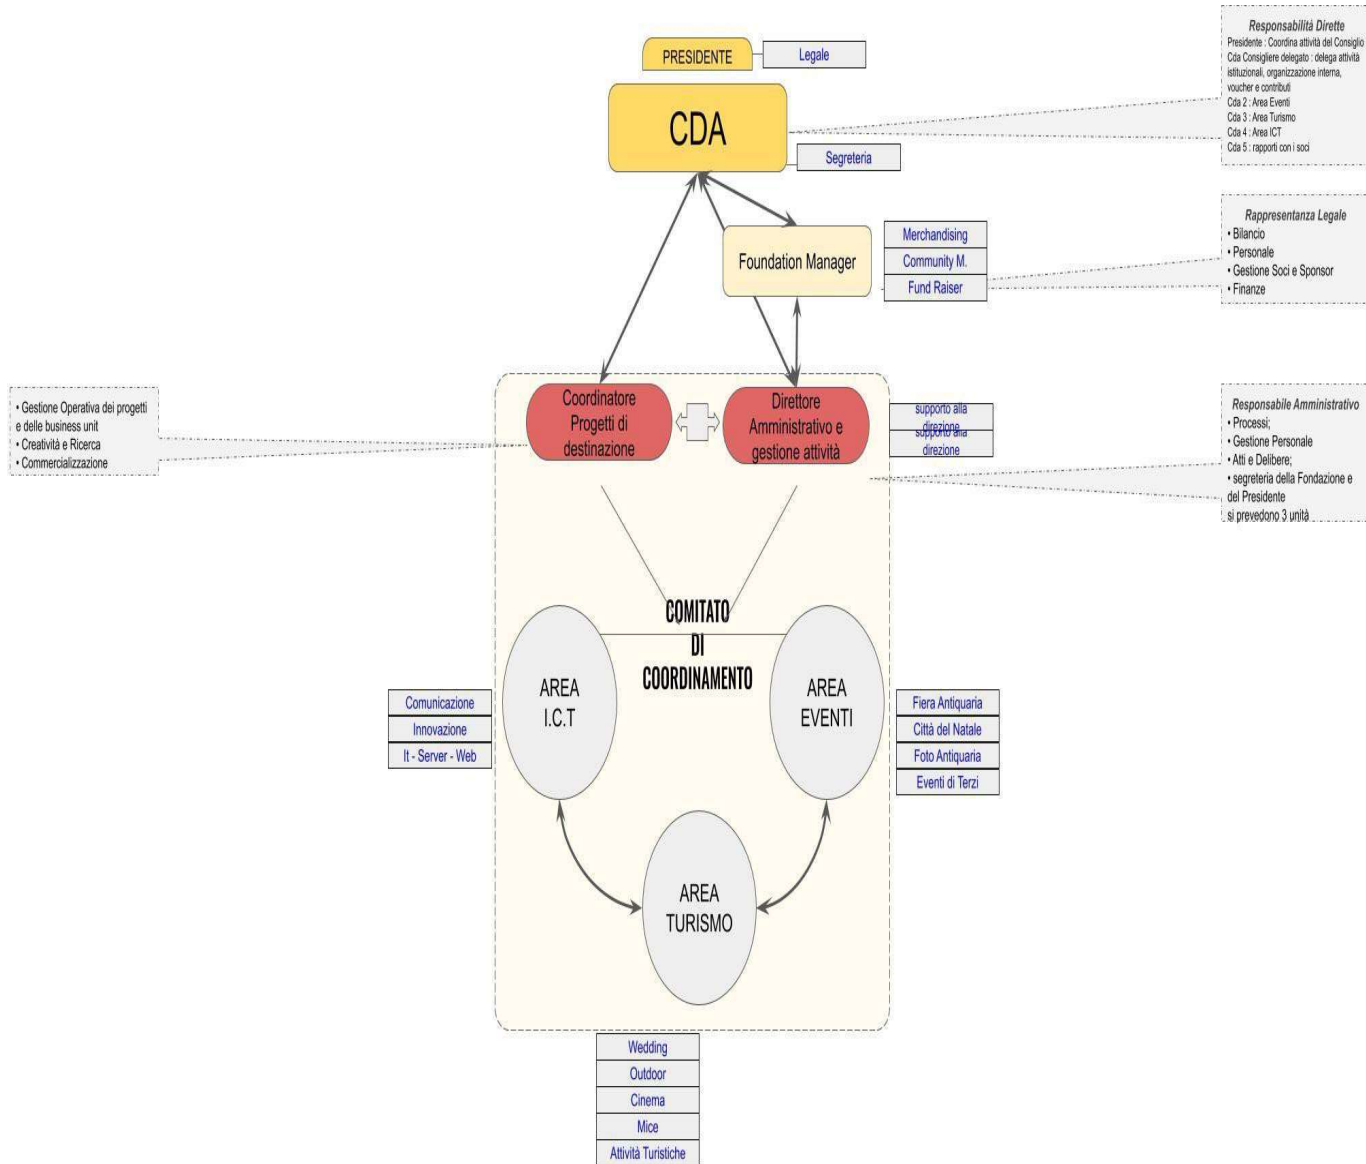 PRESIDENTE
Legale
CDA
Segreteria
Responsabilità Dirette
Presidente : Coordina attività del Consiglio
Cda Consigliere delegato : delega attività
istituzionali, organizzazione interna,
voucher e contributi
Cda 2 : Area Eventi
Cda 3 : Area Turismo
Cda 4 : Area ICT
Cda 5 : rapporti con i soci
Foundation Manager
Merchandising
Community M.
Fund Raiser
Rappresentanza Legale
• Bilancio
• Personale
• Gestione Soci e Sponsor
• Finanze
• Gestione Operativa dei progetti
e delle business unit
• Creatività e Ricerca
• Commercializzazione
Coordinatore
Progetti di
destinazione
Direttore
Amministrativo e
gestione attività
supporto alla
direzione
supporto alla
direzione
Responsabile Amministrativo
• Processi;
• Gestione Personale
• Atti e Delibere;
• segreteria della Fondazione e
del Presidente
si prevedono 3 unità
COMITATO
DI
COORDINAMENTO
AREA
I.C.T
Comunicazione
Innovazione
It - Server - Web
AREA
EVENTI
Fiera Antiquaria
Città del Natale
Foto Antiquaria
Eventi di Terzi
AREA
TURISMO
Wedding
Outdoor
Cinema
Mice
Attività Turistiche